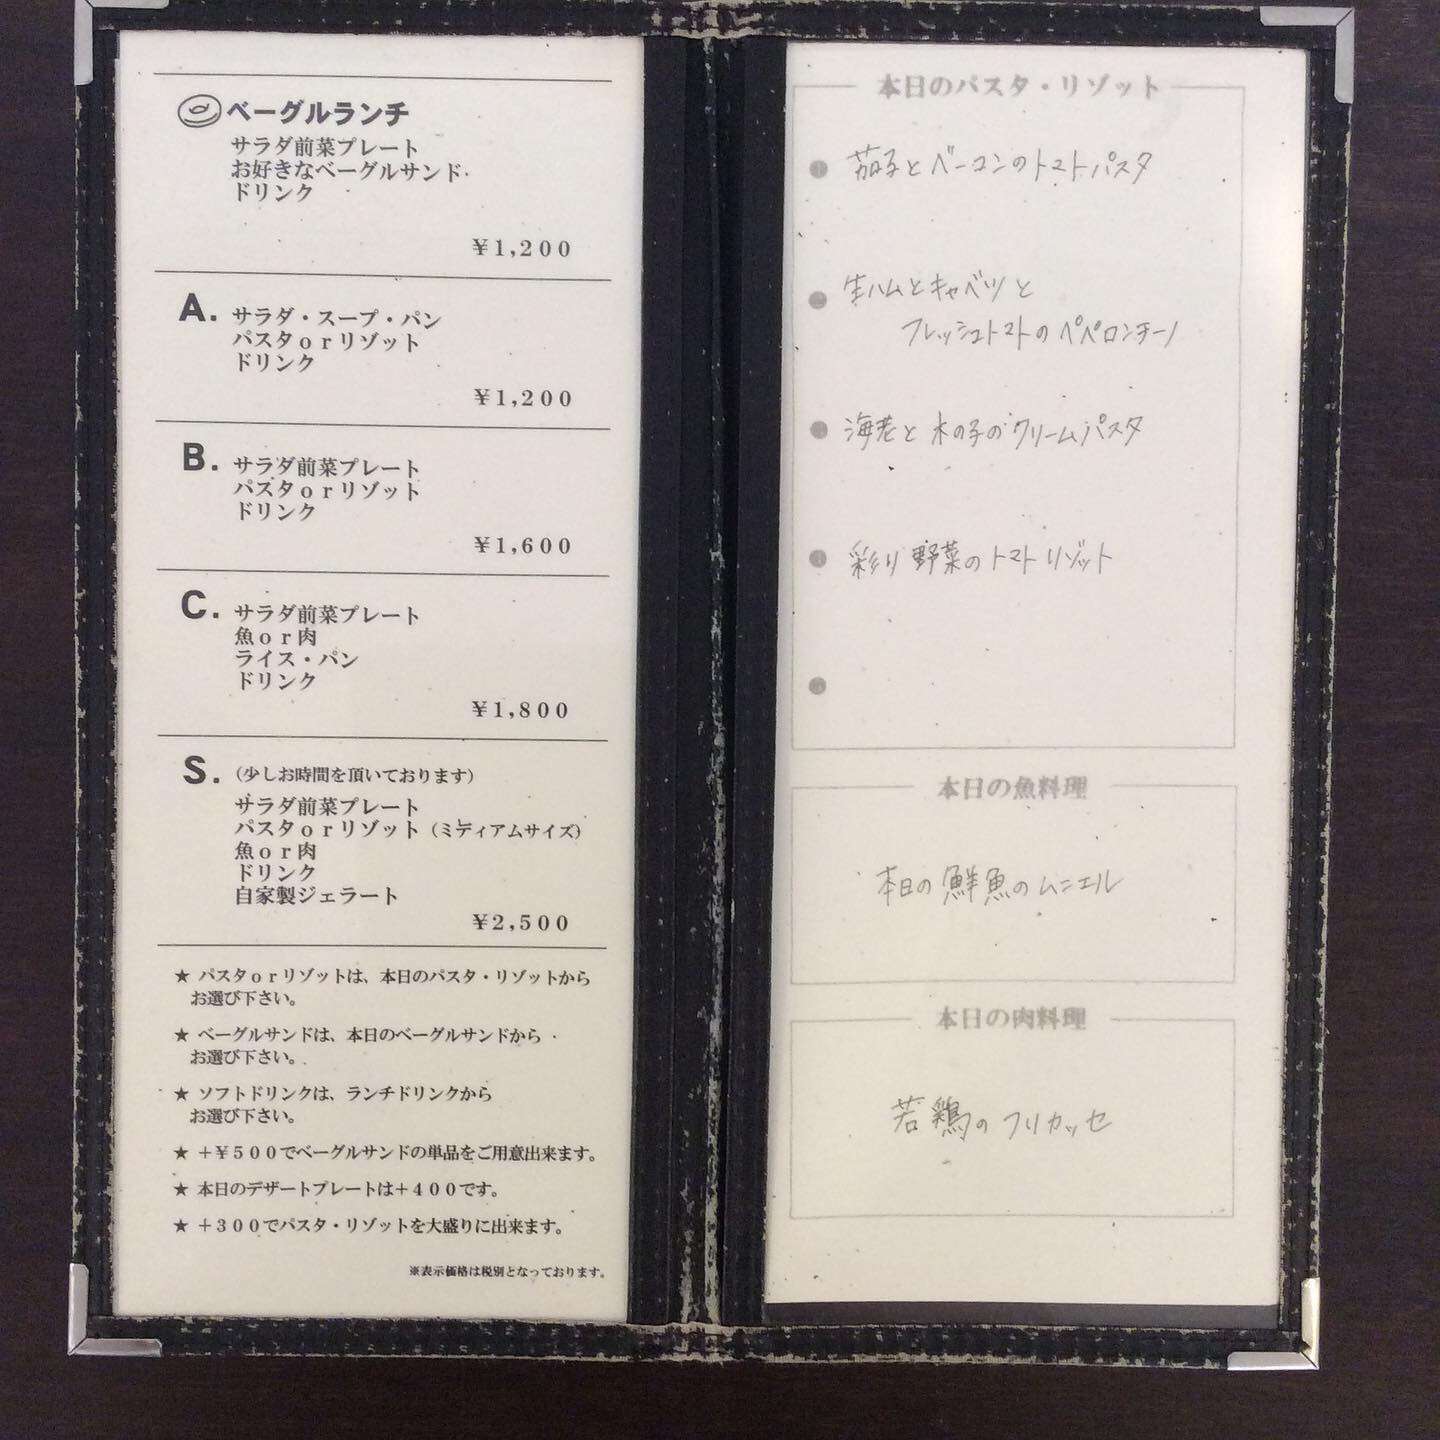 ベーグルランチ
サラダ前菜プレート
お好きなベーグルサンド
ドリンク
¥1,200
A. サラダ・スープ・パン
パスタorリゾット
ドリンク
¥1,200
B. サラダ前菜プレート
パスタorリゾット
ドリンク
¥1,600
C. サラダ前菜プレート
魚or肉
ライス・パン
ドリンク
¥1,800
S. (少しお時間を頂いております)
サラダ前菜プレート
パスタorリゾット(ミディアムサイズ)
魚or肉
ドリンク
自家製ジェラート
¥2,500
★ パスタorリゾットは、本日のパスタ・リゾットから
お選び下さい。
★ ベーグルサンドは、本日のベーグルサンドから
お選び下さい。
★ ソフトドリンクは、ランチドリンクから
お選び下さい。
★ +¥500でベーグルサンドの単品をご用意出来ます。
★ 本日のデザートプレートは+400です。
★ +300でパスタ・リゾットを大盛りに出来ます。
※表示価格は税別となっております。
本日のパスタ・リゾット
● 茄子とベーコンのトマトパスタ
● 生ハムとキャベツと
フレッシュトマトのペペロンチーノ
● 海老と木の子のクリームパスタ
● 彩り野菜のトマトリゾット
●
本日の魚料理
本日の鮮魚のムニエル
本日の肉料理
若鶏のフリカッセ